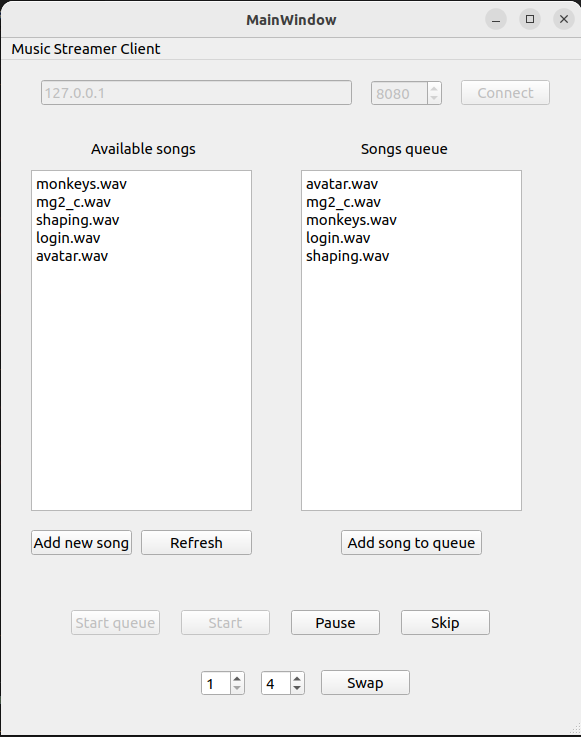 MainWindow
Music Streamer Client
127.0.0.1 8080 Connect
Available songs
monkeys.wav
mg2_c.wav
shaping.wav
login.wav
avatar.wav
Songs queue
avatar.wav
mg2_c.wav
monkeys.wav
login.wav
shaping.wav
Add new song Refresh Add song to queue
Start queue Start Pause Skip
1 4 Swap